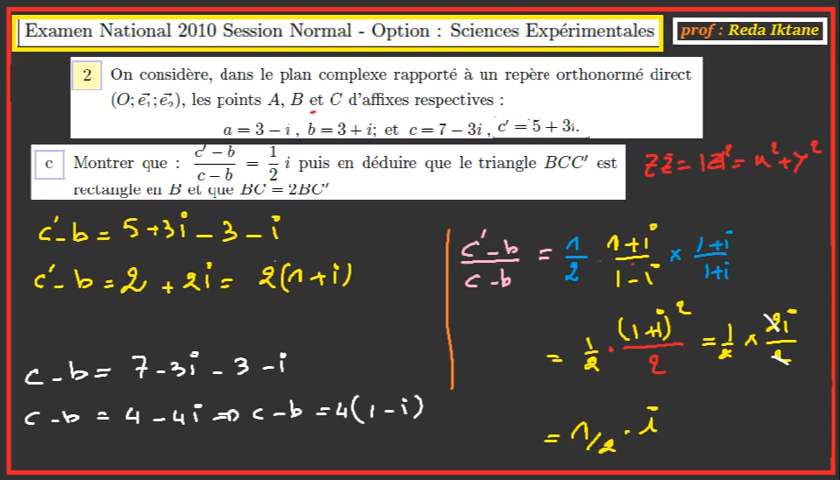 Examen National 2010 Session Normal - Option : Sciences Expérimentales
prof : Reda Iktane
2 On considère, dans le plan complexe rapporté à un repère orthonormé direct
(O; e₁⃗; e₂⃗), les points A, B et C d'affixes respectives :
a = 3 − i , b = 3 + i; et c = 7 − 3i , c' = 5 + 3i.
c Montrer que : (c' − b)/(c − b) = 1/2 i puis en déduire que le triangle BCC' est
rectangle en B et que BC = 2BC'
z z̄ = |z|² = x² + y²
c' - b = 5 + 3i - 3 - i
c' - b = 2 + 2i = 2(1 + i)
c - b = 7 - 3i - 3 - i
c - b = 4 - 4i ⇒ c - b = 4(1 - i)
(c' - b)/(c - b) = 1/2 · (1+i)/(1-i) × (1+i)/(1+i)
= 1/2 · (1+i)²/2 = 1/2 × 2i/2
= 1/2 · i